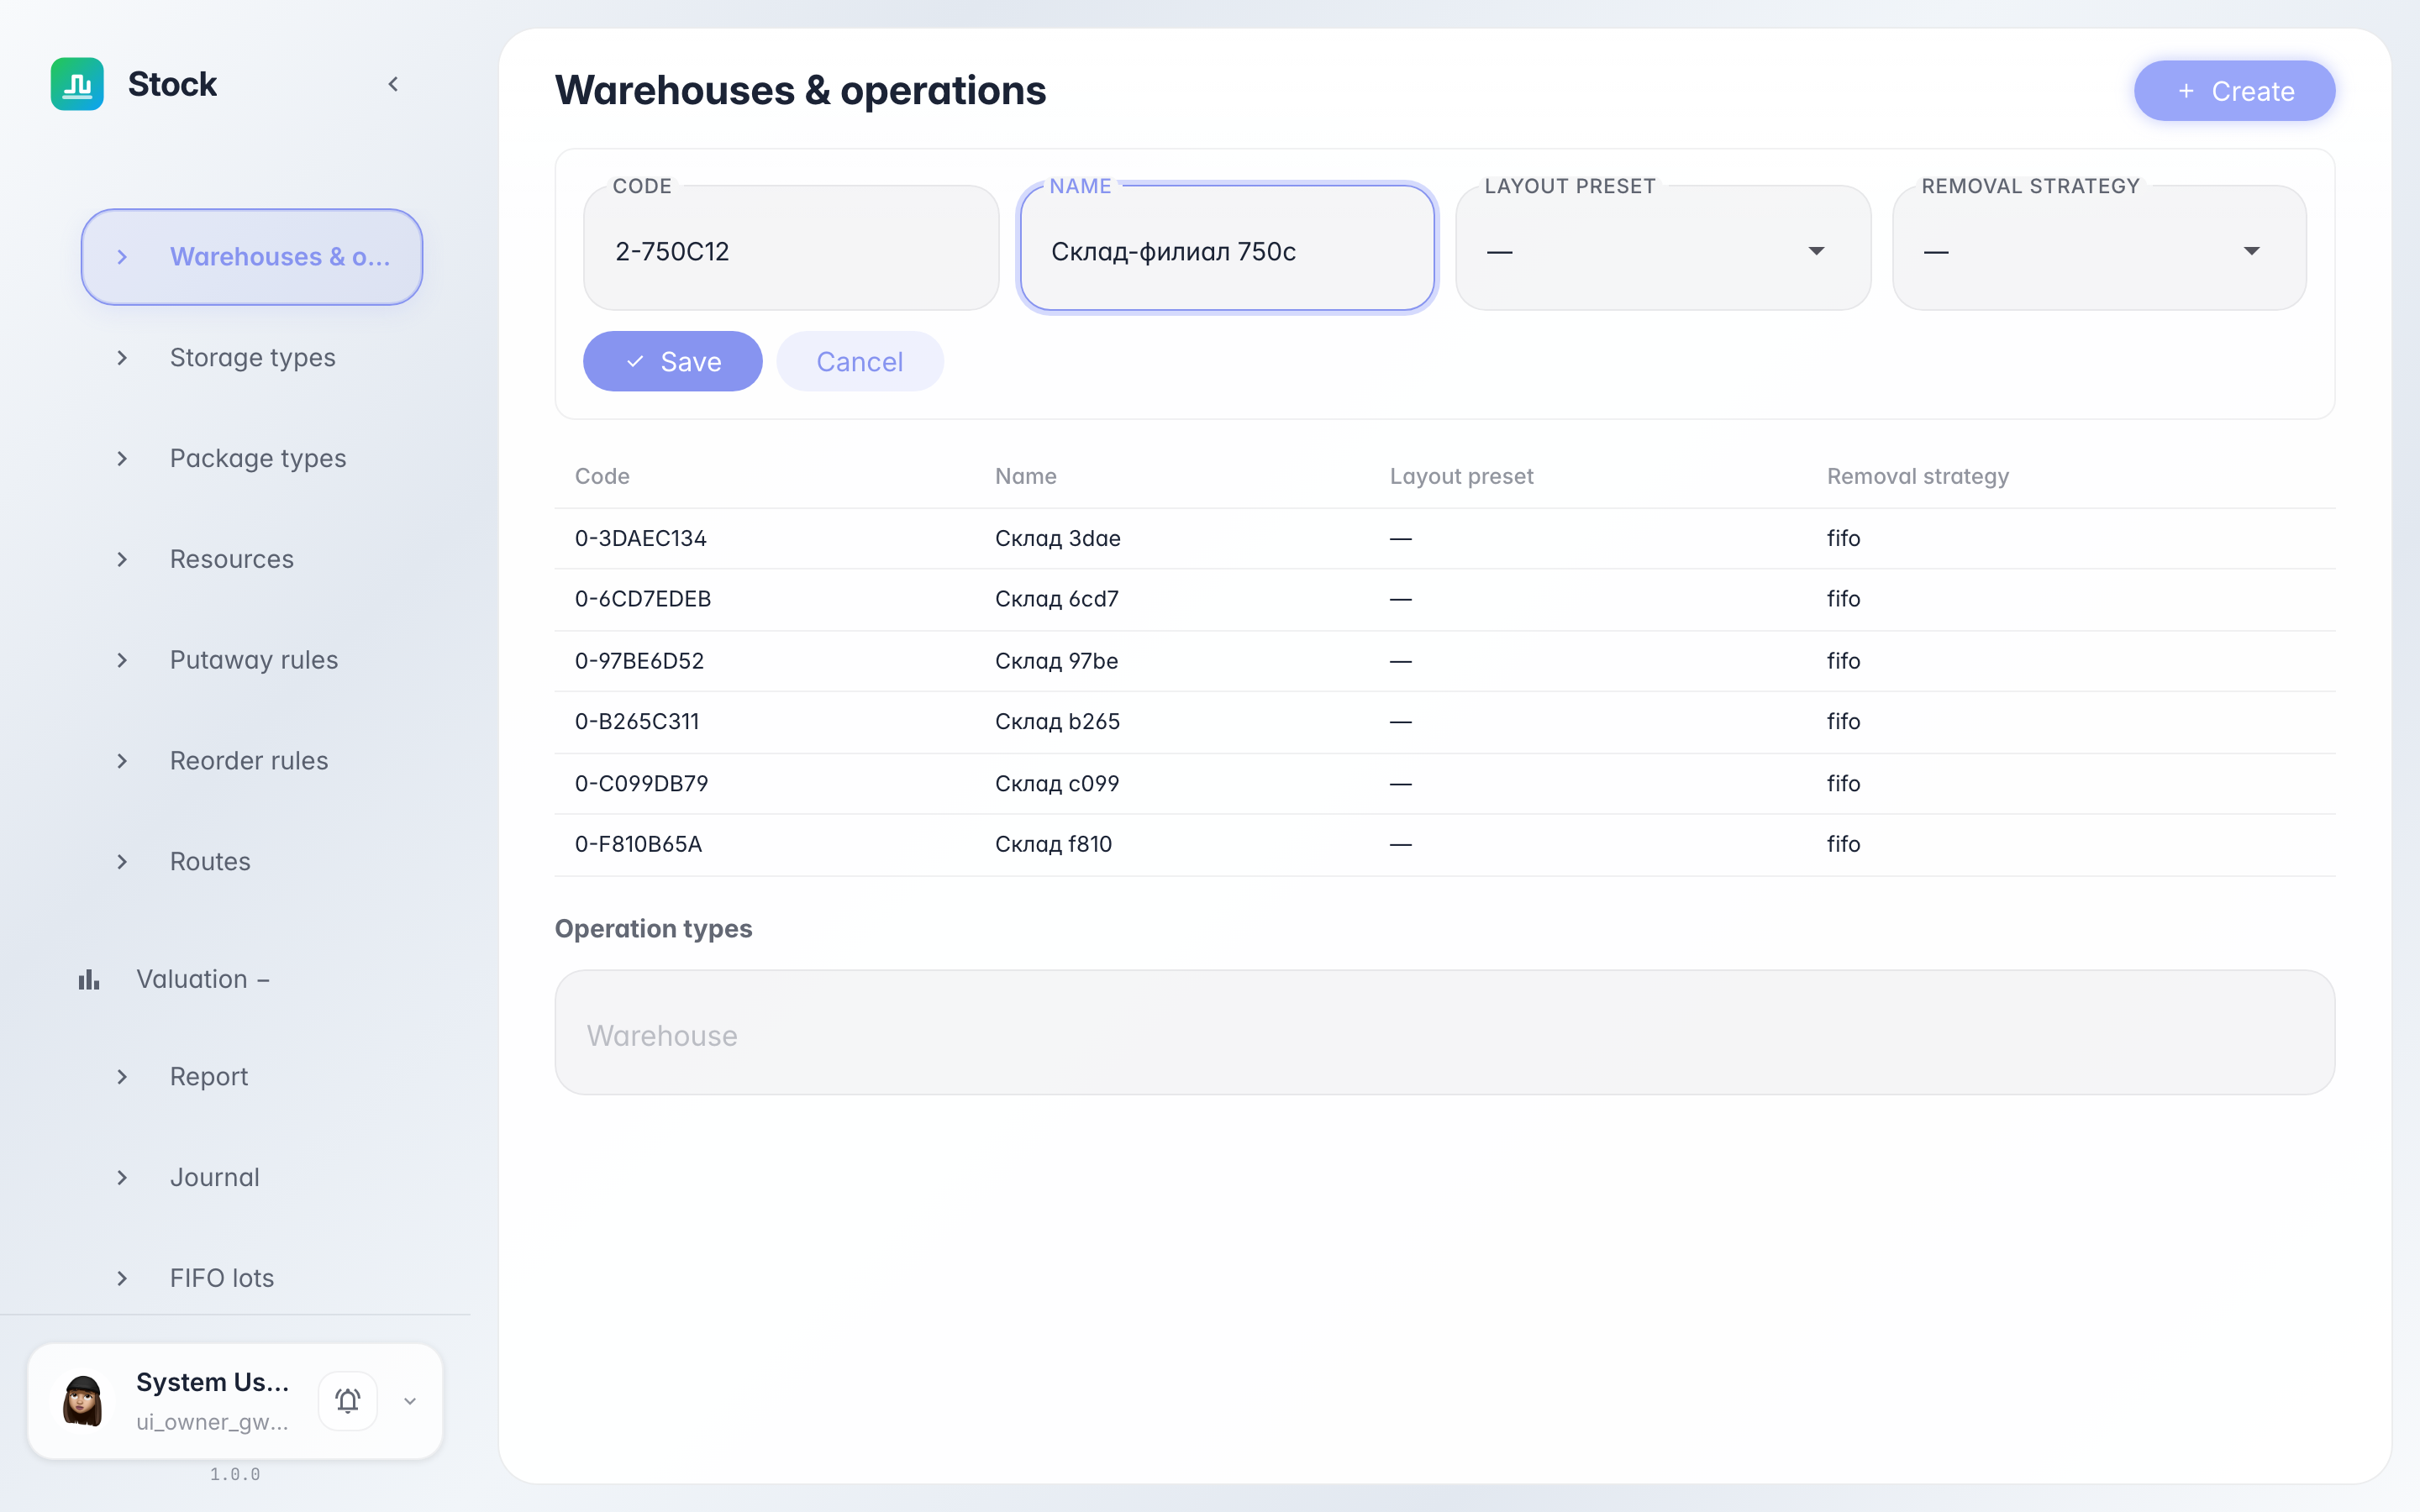 Stock
Warehouses & o...
Storage types
Package types
Resources
Putaway rules
Reorder rules
Routes
Valuation –
Report
Journal
FIFO lots
System Us...
ui_owner_gw...
1.0.0
Warehouses & operations
+ Create
CODE NAME LAYOUT PRESET REMOVAL STRATEGY
2-750C12 Склад-филиал 750c — —
Save Cancel
Code Name Layout preset Removal strategy
0-3DAEC134 Склад 3dae — fifo
0-6CD7EDEB Склад 6cd7 — fifo
0-97BE6D52 Склад 97be — fifo
0-B265C311 Склад b265 — fifo
0-C099DB79 Склад c099 — fifo
0-F810B65A Склад f810 — fifo
Operation types
Warehouse